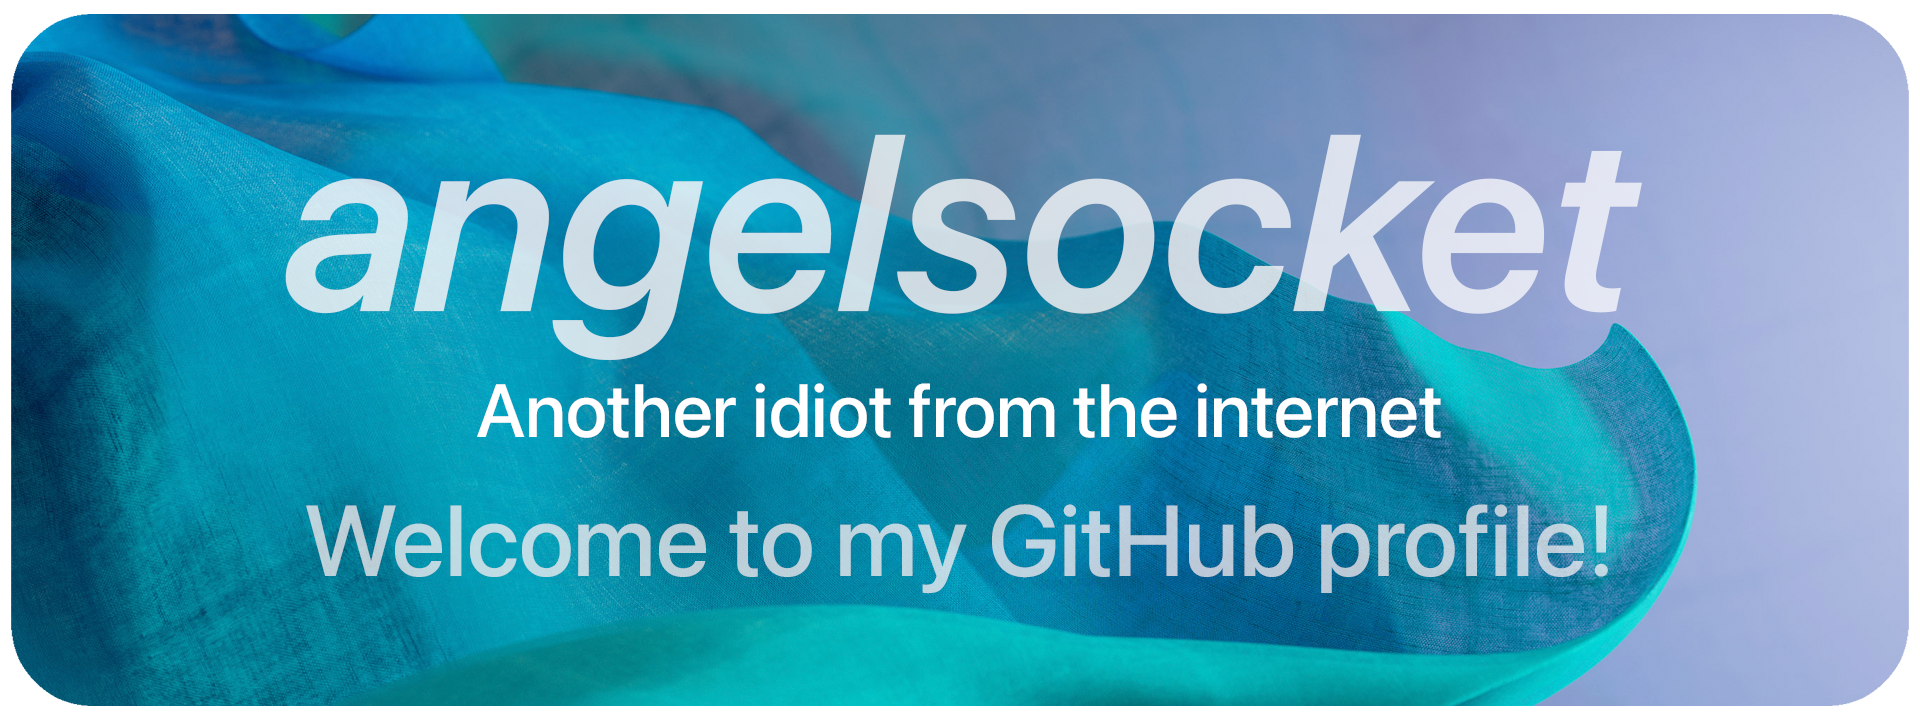 angelsocket
Another idiot from the internet
Welcome to my GitHub profile!